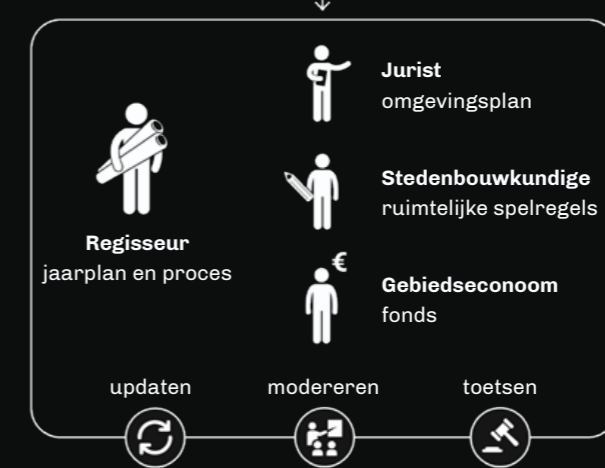 Regisseur
jaarplan en proces
Jurist
omgevingsplan
Stedenbouwkundige
ruimtelijke spelregels
€
Gebiedseconoom
fonds
updaten
modereren
toetsen